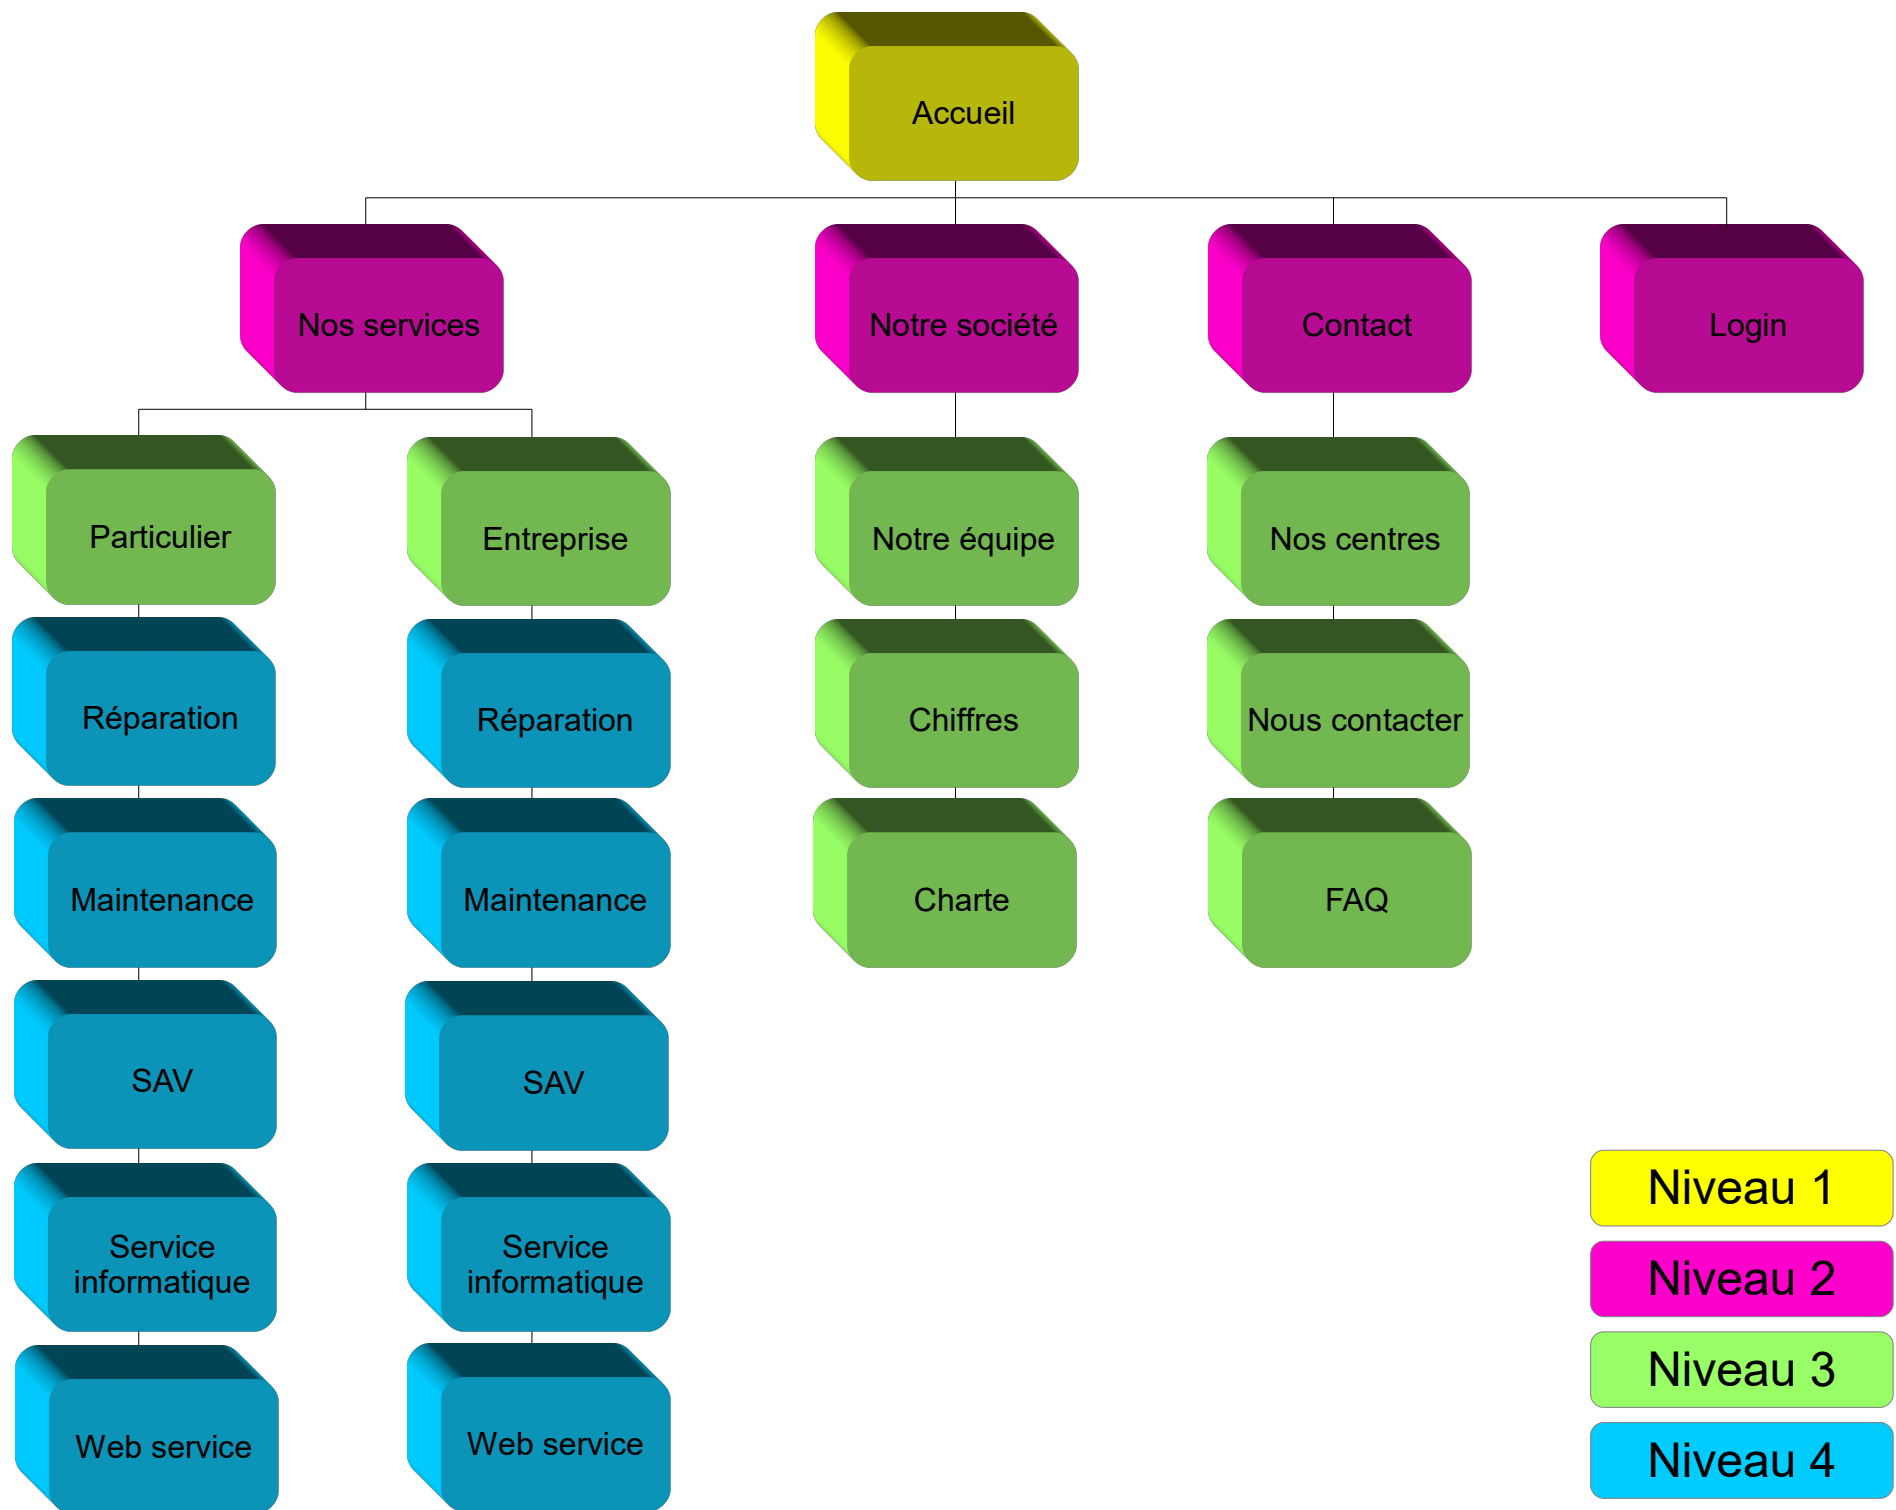 Accueil
Nos services
Notre société
Contact
Login
Particulier
Entreprise
Notre équipe
Nos centres
Réparation
Réparation
Chiffres
Nous contacter
Maintenance
Maintenance
Charte
FAQ
SAV
SAV
Service
informatique
Service
informatique
Web service
Web service
Niveau 1
Niveau 2
Niveau 3
Niveau 4